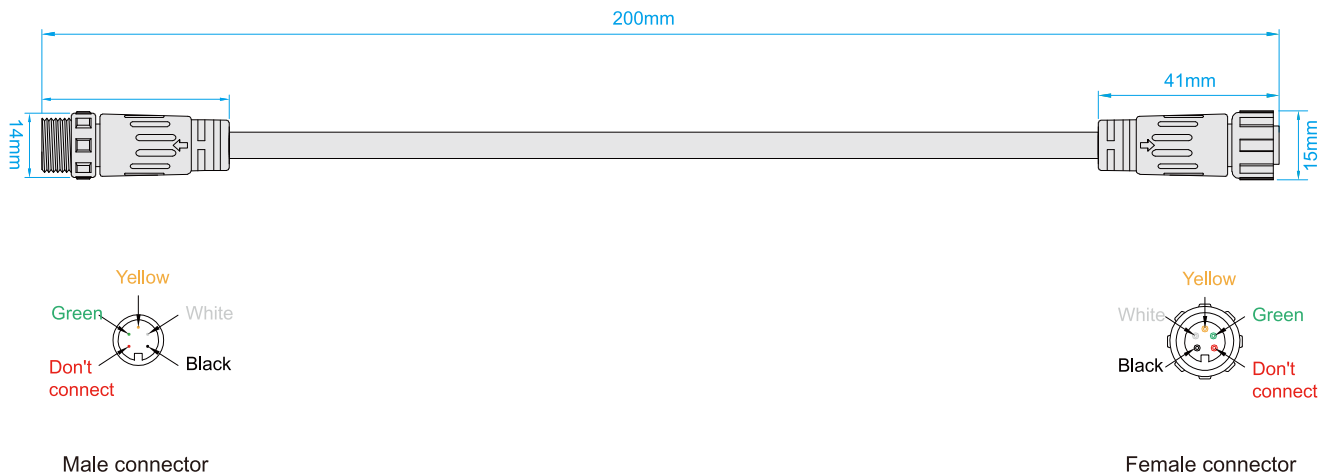 200mm
41mm
14mm
15mm
Yellow
Green
White
Don't
connect
Black
Yellow
White
Green
Black
Don't
connect
Male connector
Female connector